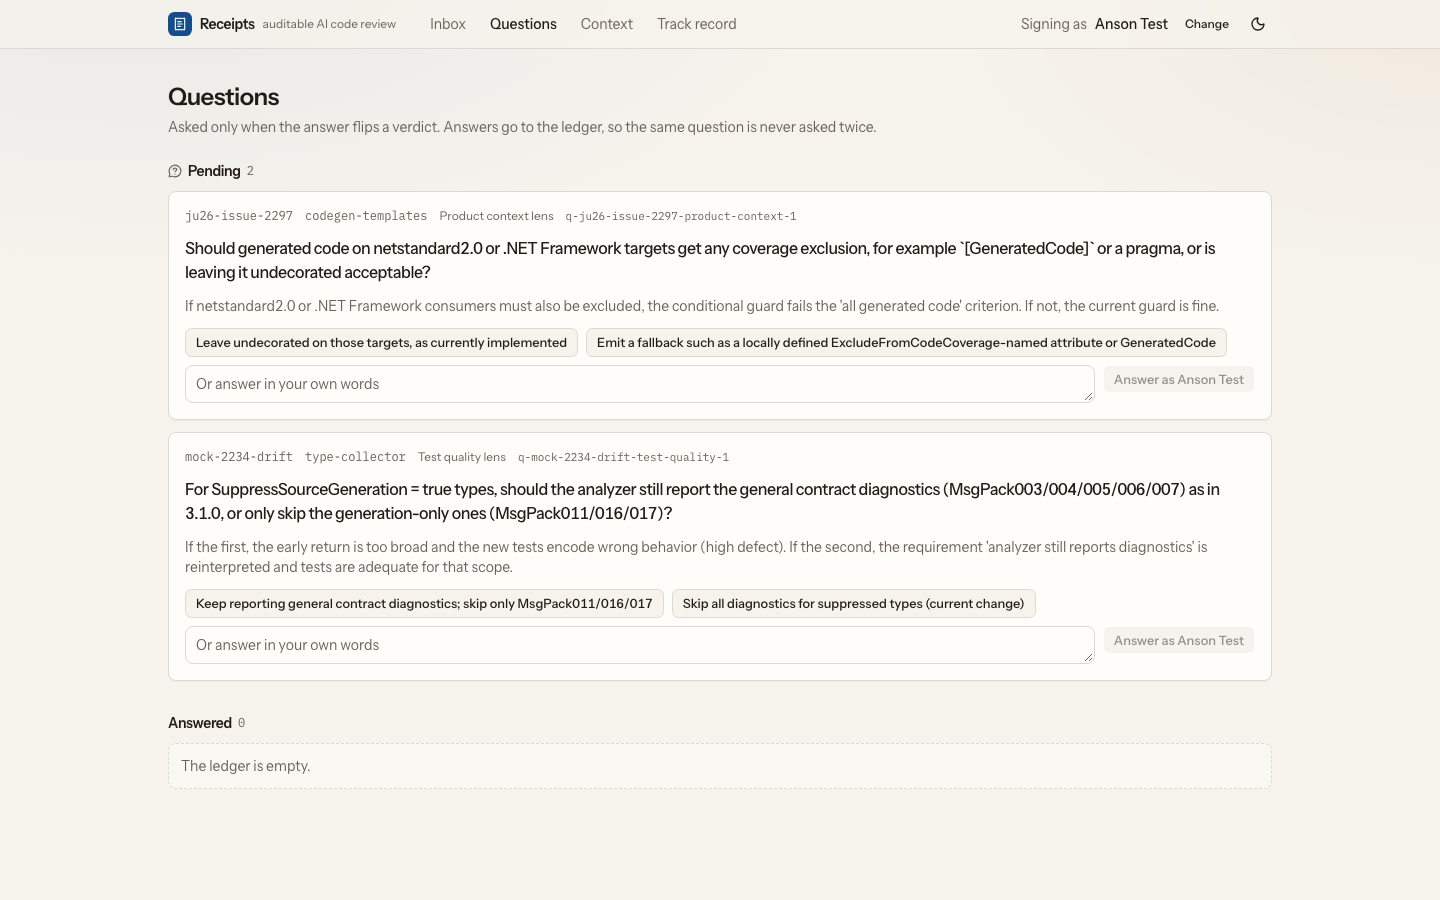 Receipts auditable AI code review Inbox Questions Context Track record Signing as Anson Test Change
Questions
Asked only when the answer flips a verdict. Answers go to the ledger, so the same question is never asked twice.
Pending 2
ju26-issue-2297 codegen-templates Product context lens q-ju26-issue-2297-product-context-1
Should generated code on netstandard2.0 or .NET Framework targets get any coverage exclusion, for example `[GeneratedCode]` or a pragma, or is
leaving it undecorated acceptable?
If netstandard2.0 or .NET Framework consumers must also be excluded, the conditional guard fails the 'all generated code' criterion. If not, the current guard is fine.
Leave undecorated on those targets, as currently implemented Emit a fallback such as a locally defined ExcludeFromCodeCoverage-named attribute or GeneratedCode
Or answer in your own words Answer as Anson Test
mock-2234-drift type-collector Test quality lens q-mock-2234-drift-test-quality-1
For SuppressSourceGeneration = true types, should the analyzer still report the general contract diagnostics (MsgPack003/004/005/006/007) as in
3.1.0, or only skip the generation-only ones (MsgPack011/016/017)?
If the first, the early return is too broad and the new tests encode wrong behavior (high defect). If the second, the requirement 'analyzer still reports diagnostics' is
reinterpreted and tests are adequate for that scope.
Keep reporting general contract diagnostics; skip only MsgPack011/016/017 Skip all diagnostics for suppressed types (current change)
Or answer in your own words Answer as Anson Test
Answered 0
The ledger is empty.